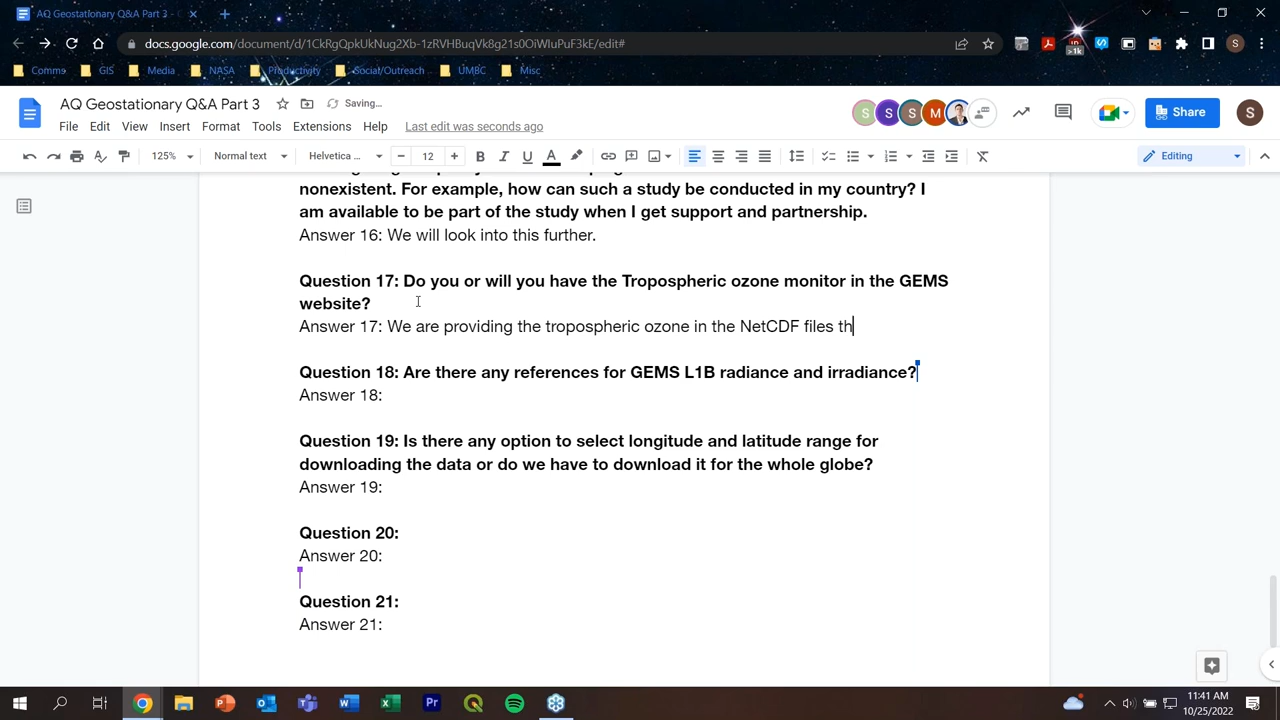 AQ Geostationary Q&A Part 3 -
docs.google.com/document/d/1CkRgQpkUkNug2Xb-1zRVHBuqVk8g21s0OiWIuPuF3kE/edit#
>1k
S
Comms GIS Media NASA Productivity Social/Outreach UMBC Misc
AQ Geostationary Q&A Part 3 Saving...
S S S M Share S
File Edit View Insert Format Tools Extensions Help Last edit was seconds ago
125% Normal text Helvetica ... 12 B I U A Editing
nonexistent. For example, how can such a study be conducted in my country? I
am available to be part of the study when I get support and partnership.
Answer 16: We will look into this further.
Question 17: Do you or will you have the Tropospheric ozone monitor in the GEMS
website?
Answer 17: We are providing the tropospheric ozone in the NetCDF files th
Question 18: Are there any references for GEMS L1B radiance and irradiance?
Answer 18:
Question 19: Is there any option to select longitude and latitude range for
downloading the data or do we have to download it for the whole globe?
Answer 19:
Question 20:
Answer 20:
Question 21:
Answer 21:
11:41 AM
10/25/2022